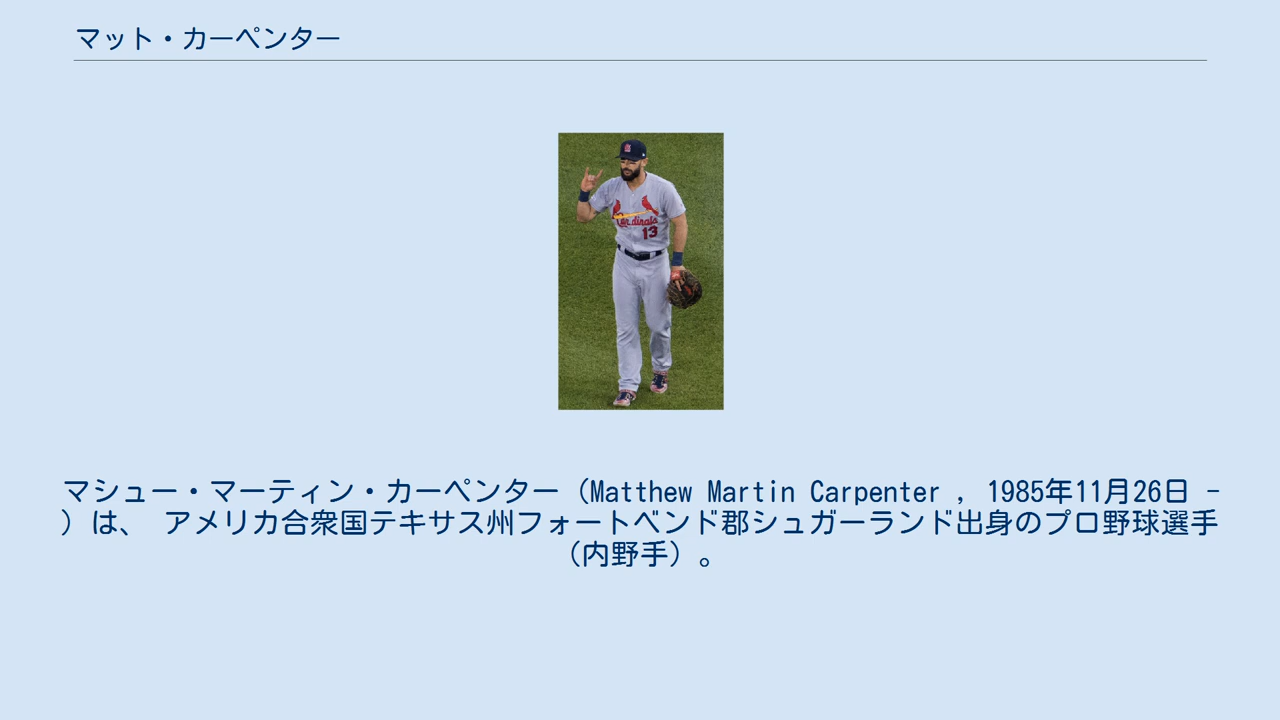 マット・カーペンター
Cardinals
13
マシュー・マーティン・カーペンター（Matthew Martin Carpenter , 1985年11月26日 -
）は、 アメリカ合衆国テキサス州フォートベンド郡シュガーランド出身のプロ野球選手
（内野手）。